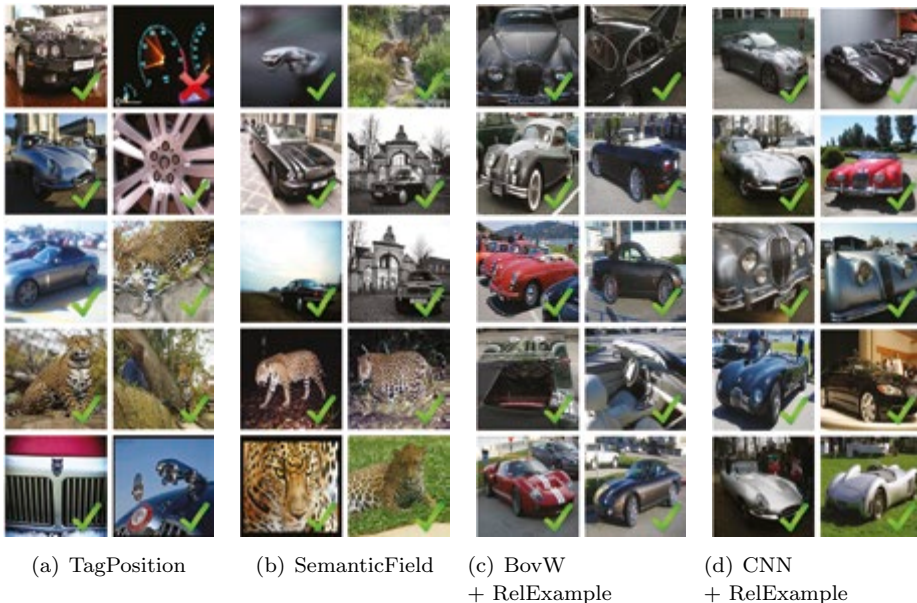 (a) TagPosition
(b) SemanticField
(c) BovW
+ RelExample
(d) CNN
+ RelExample